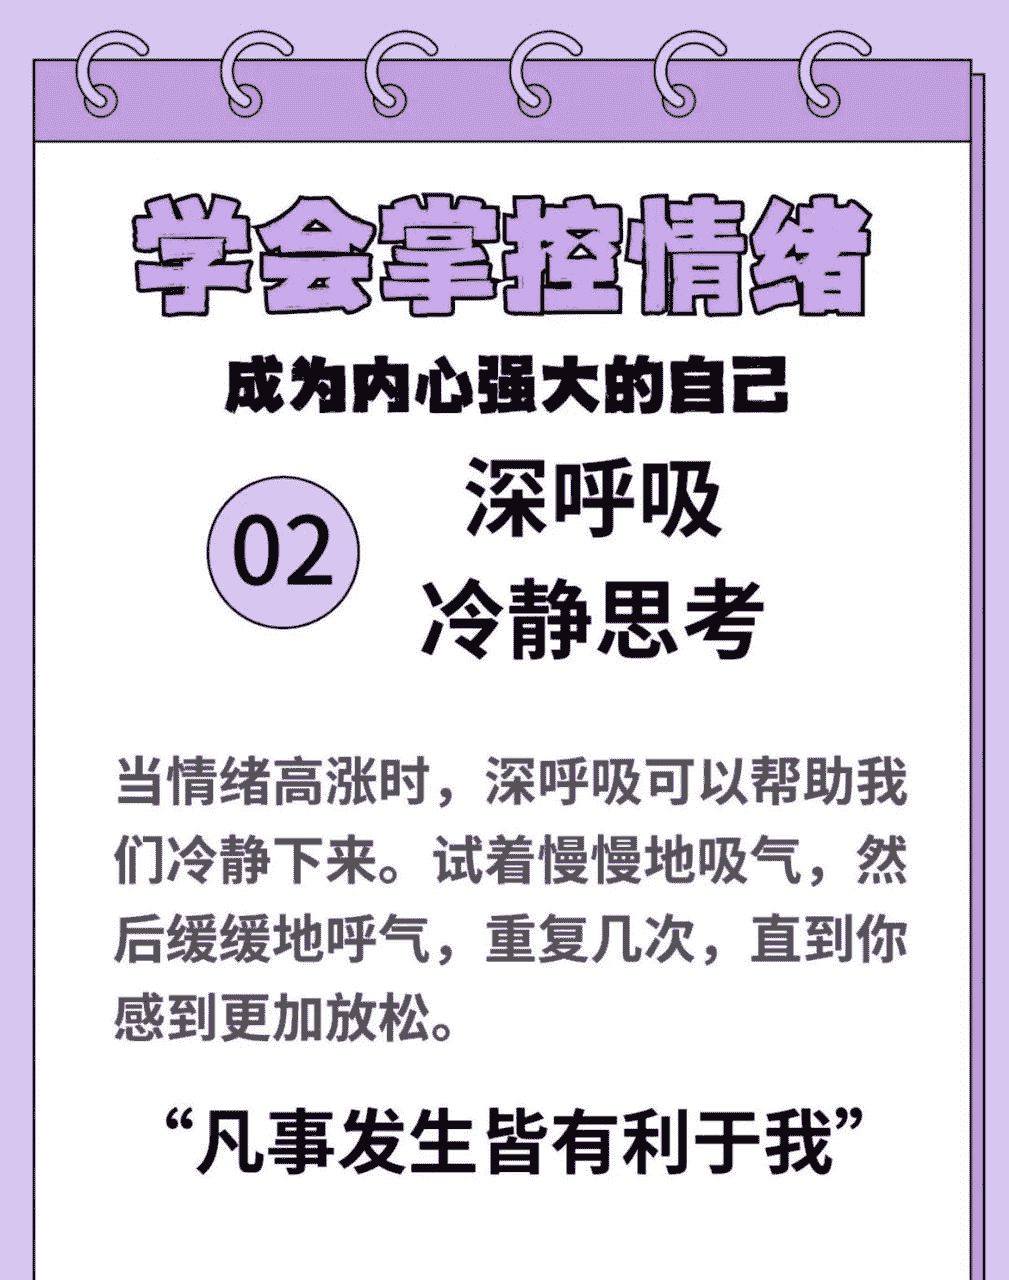 学会掌控情绪
成为内心强大的自己
02
深呼吸
冷静思考
当情绪高涨时，深呼吸可以帮助我
们冷静下来。试着慢慢地吸气，然
后缓缓地呼气，重复几次，直到你
感到更加放松。
“凡事发生皆有利于我”